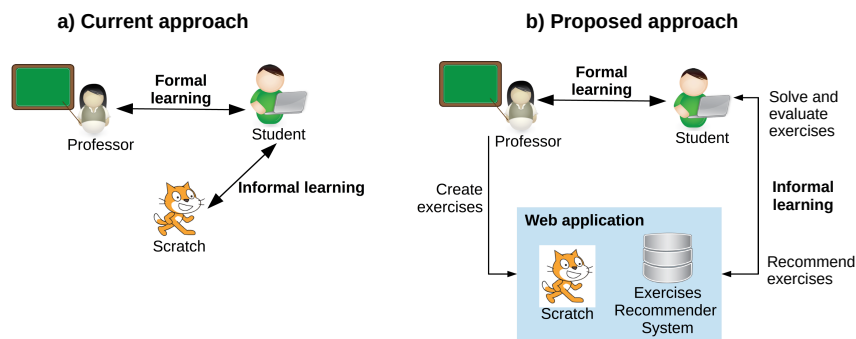 a) Current approach
Formal
learning
Professor
Student
Informal learning
Scratch
b) Proposed approach
Formal
learning
Professor
Student
Solve and
evaluate
exercises
Create
exercises
Informal
learning
Web application
Scratch
Exercises
Recommender
System
Recommend
exercises